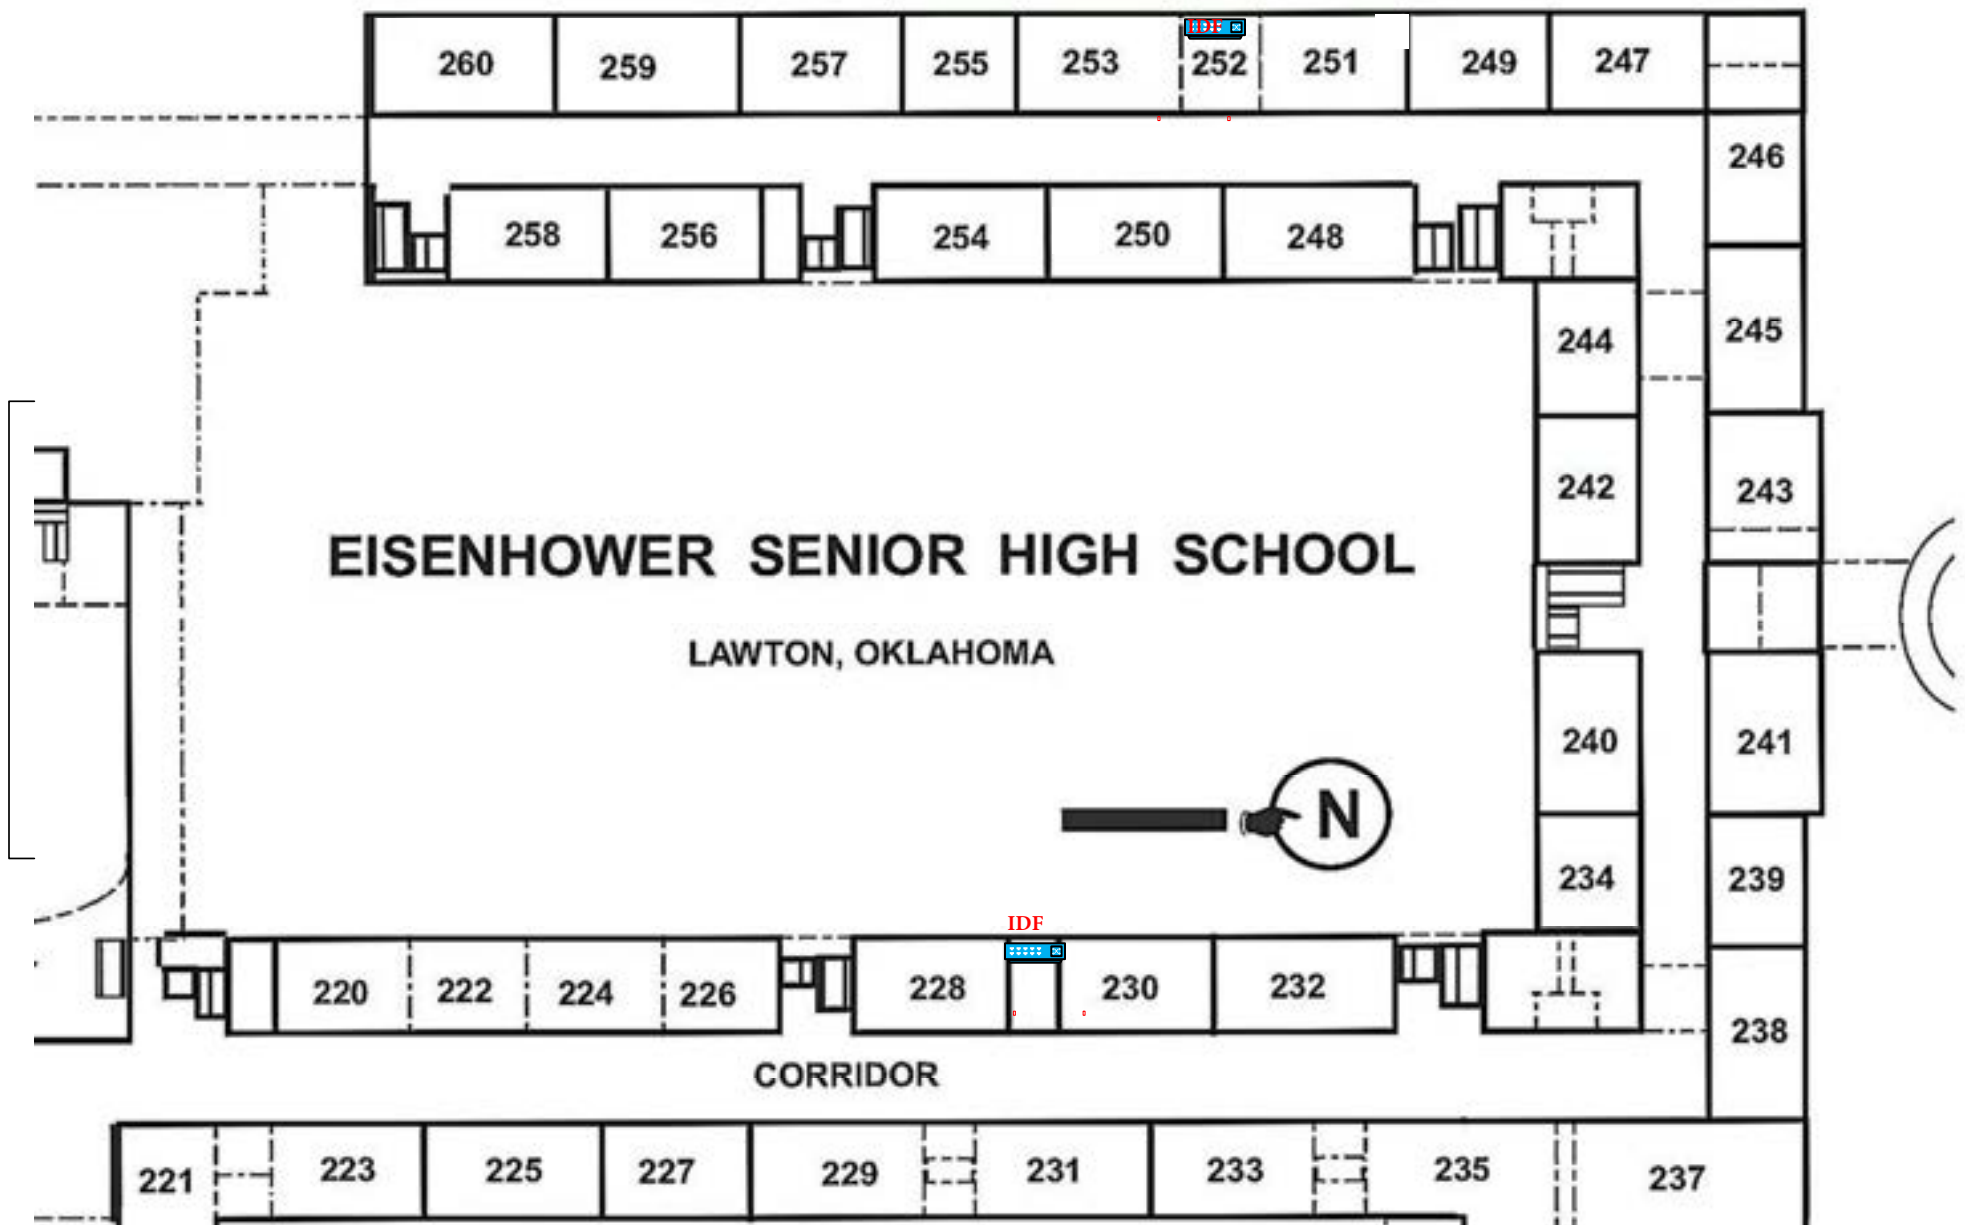 IDF
260 259 257 255 253 252 251 249 247
246
258 256 254 250 248
245
244
242 243
EISENHOWER SENIOR HIGH SCHOOL
LAWTON, OKLAHOMA
240 241
N
234 239
IDF
220 222 224 226 228 230 232
238
CORRIDOR
221 223 225 227 229 231 233 235 237